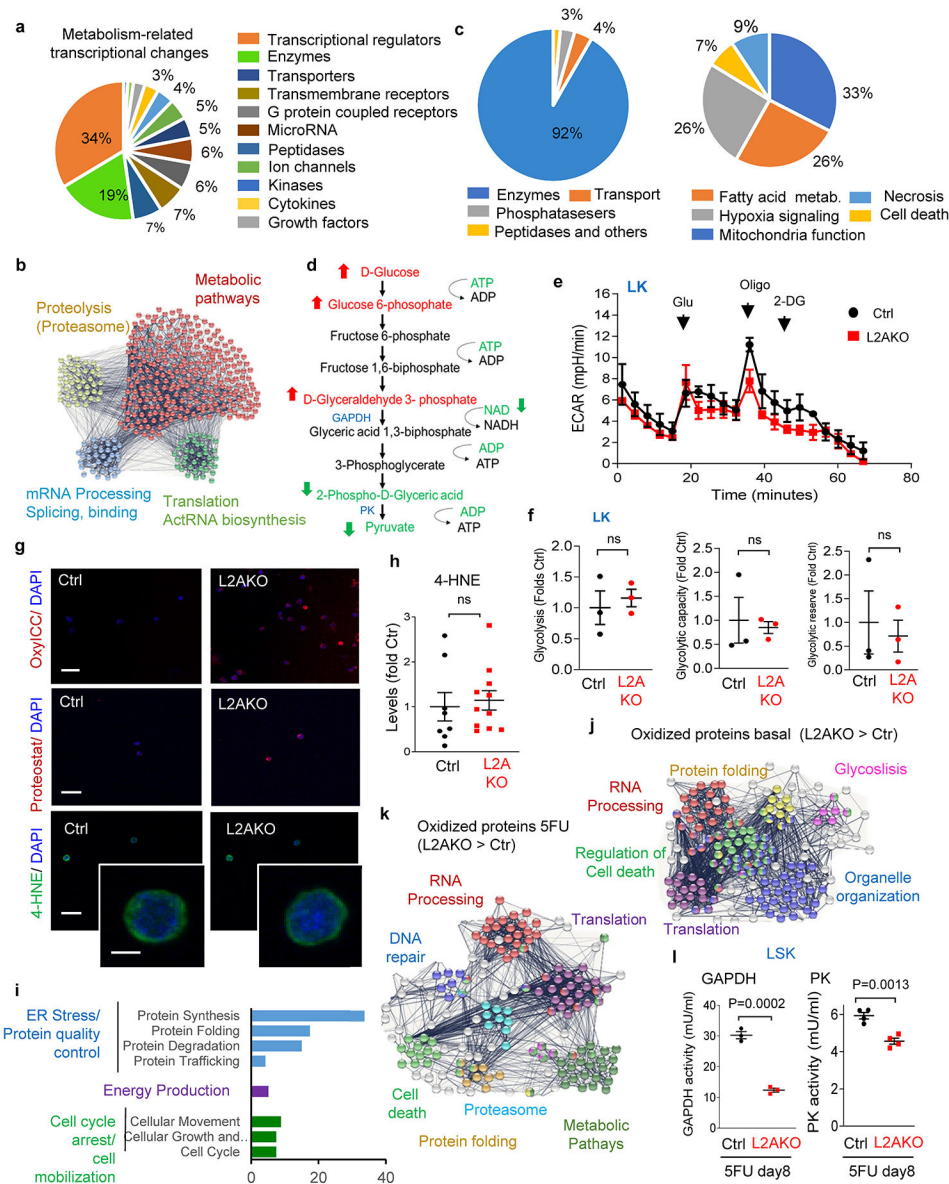 a
Metabolism-related
transcriptional changes
34%
19%
7%
7%
6%
6%
5%
5%
4%
3%
Transcriptional regulators
Enzymes
Transporters
Transmembrane receptors
G protein coupled receptors
MicroRNA
Peptidases
Ion channels
Kinases
Cytokines
Growth factors
c
3%
4%
92%
Enzymes
Transport
Phosphatasesers
Peptidases and others
9%
7%
33%
26%
26%
Fatty acid metab.
Necrosis
Hypoxia signaling
Cell death
Mitochondria function
b
Metabolic
pathways
Proteolysis
(Proteasome)
mRNA Processing
Splicing, binding
Translation
ActRNA biosynthesis
d
D-Glucose
ATP
ADP
Glucose 6-phosophate
Fructose 6-phosphate
ATP
ADP
Fructose 1,6-biphosphate
D-Glyceraldehyde 3- phosphate
GAPDH
NAD
NADH
Glyceric acid 1,3-biphosphate
ADP
ATP
3-Phosphoglycerate
2-Phospho-D-Glyceric acid
PK
ADP
ATP
Pyruvate
e
LK
Glu
Oligo
2-DG
Ctrl
L2AKO
ECAR (mpH/min)
16
14
12
10
8
6
4
2
0
0
20
40
60
80
Time (minutes)
f
LK
Glycolysis (Folds Ctrl)
2.0
1.5
1.0
0.5
0.0
ns
Ctrl
L2A
KO
Glycolytic capacity (Fold Ctrl)
2.5
2.0
1.5
1.0
0.5
0.0
ns
Ctrl
L2A
KO
Glycolytic reserve (Fold Ctrl)
2.5
2.0
1.5
1.0
0.5
0.0
ns
Ctrl
L2A
KO
g
OxyICC/ DAPI
Ctrl
L2AKO
Proteostat/ DAPI
Ctrl
L2AKO
4-HNE/ DAPI
Ctrl
L2AKO
h
4-HNE
ns
Levels (fold Ctr)
3
2
1
0
Ctrl
L2A
KO
i
ER Stress/
Protein quality
control
Protein Synthesis
Protein Folding
Protein Degradation
Protein Trafficking
Energy Production
Cell cycle
arrest/
cell
mobilization
Cellular Movement
Cellular Growth and..
Cell Cycle
0
20
40
j
Oxidized proteins basal (L2AKO > Ctr)
Protein folding
Glycoslisis
RNA
Processing
Regulation of
Cell death
Organelle
organization
Translation
k
Oxidized proteins 5FU
(L2AKO > Ctr)
RNA
Processing
Translation
DNA
repair
Cell
death
Proteasome
Protein folding
Metabolic
Pathays
l
LSK
GAPDH
P=0.0002
GAPDH activity (mU/ml)
40
30
20
10
0
Ctrl
L2AKO
5FU day8
PK
P=0.0013
PK activity (mU/ml)
6
4
2
0
Ctrl
L2AKO
5FU day8